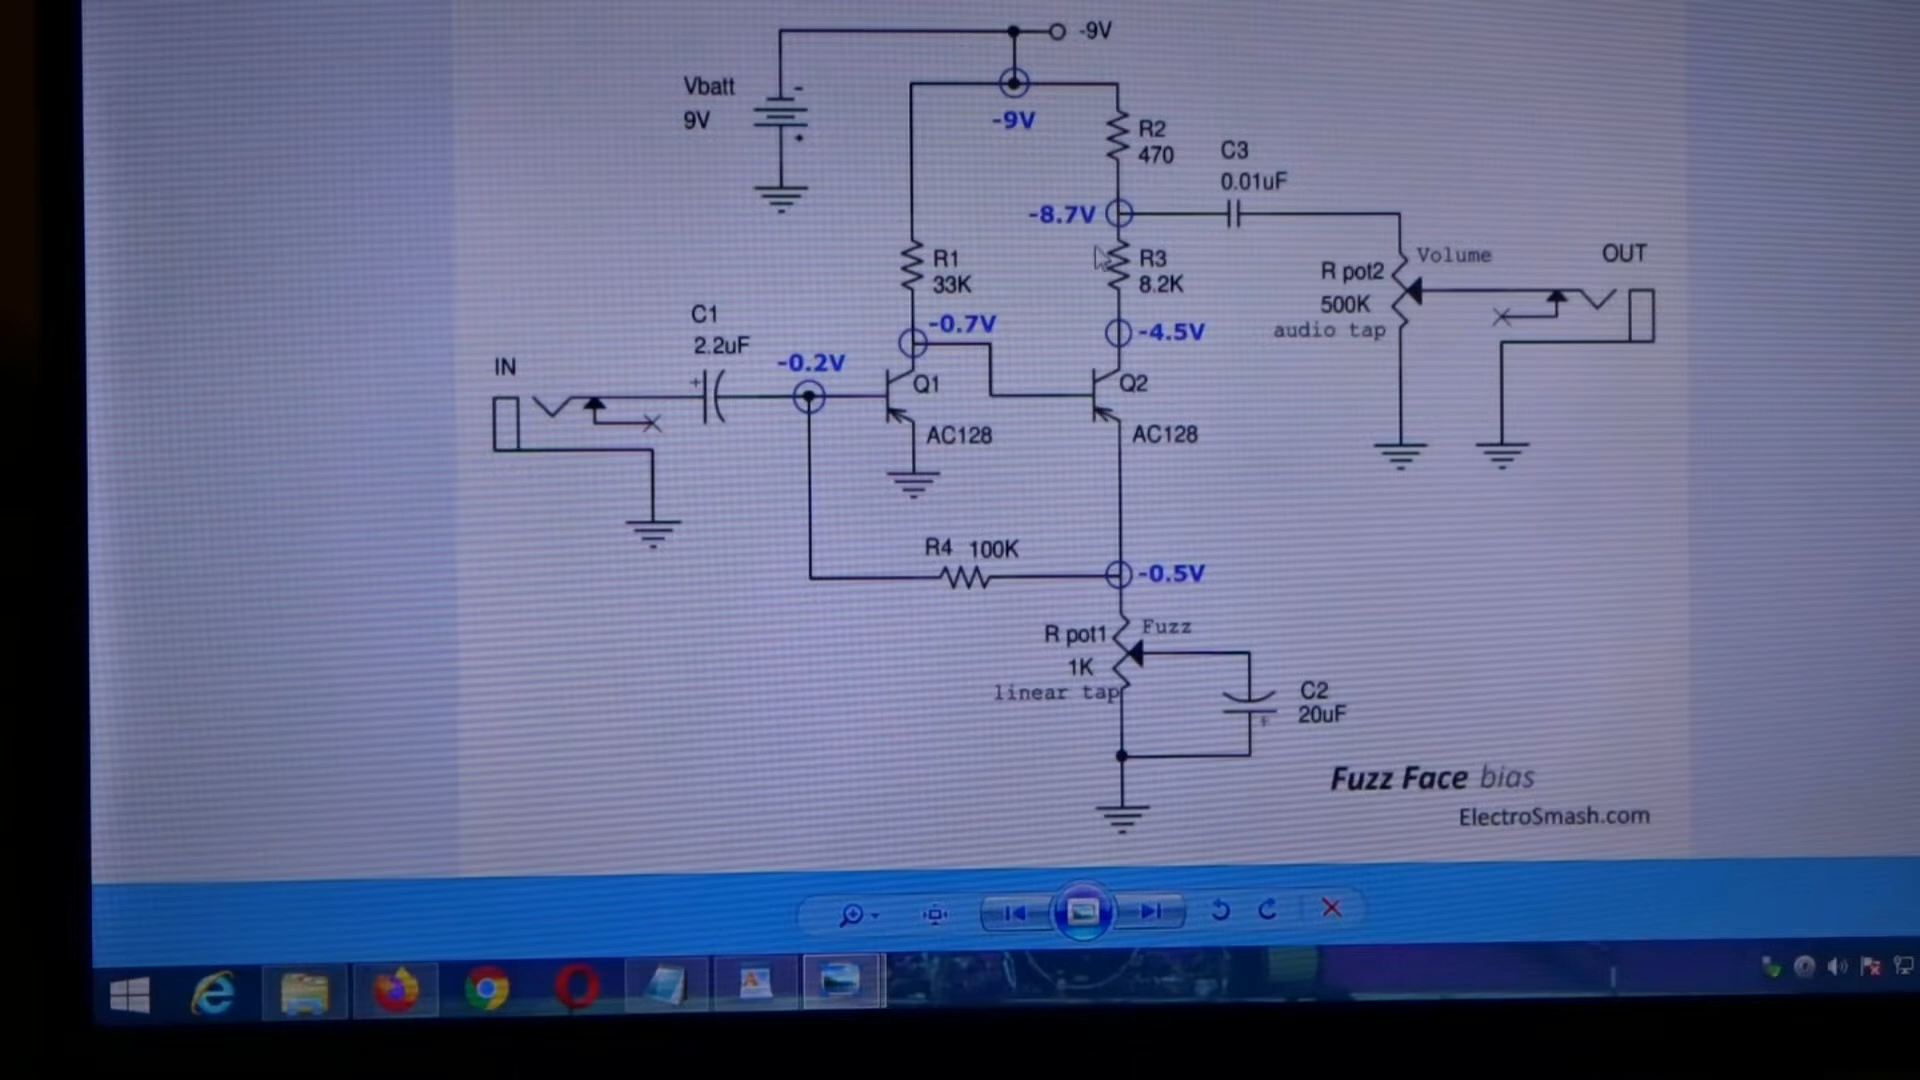 -9V
Vbatt
9V
-
+
-9V
R2
470
C3
0.01uF
-8.7V
R1
33K
R3
8.2K
Volume
OUT
R pot2
500K
audio tap
C1
2.2uF
-0.7V
-4.5V
-0.2V
IN
+
Q1
Q2
AC128
AC128
R4 100K
-0.5V
R pot1
Fuzz
1K
linear tap
C2
20uF
+
Fuzz Face bias
ElectroSmash.com